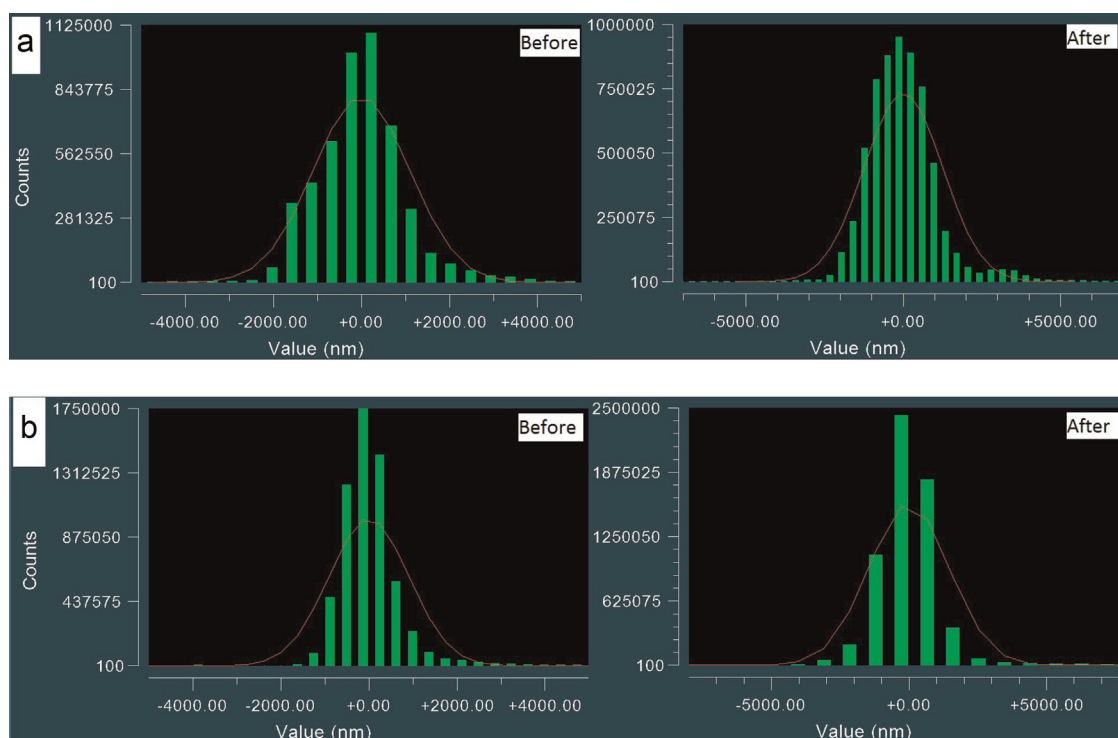 a
Before
After
1125000
843775
562550
281325
100
Counts
-4000.00 -2000.00 +0.00 +2000.00 +4000.00
Value (nm)
1000000
750025
500050
250075
100
-5000.00 +0.00 +5000.00
Value (nm)
b
Before
After
1750000
1312525
875050
437575
100
Counts
-4000.00 -2000.00 +0.00 +2000.00 +4000.00
Value (nm)
2500000
1875025
1250050
625075
100
-5000.00 +0.00 +5000.00
Value (nm)